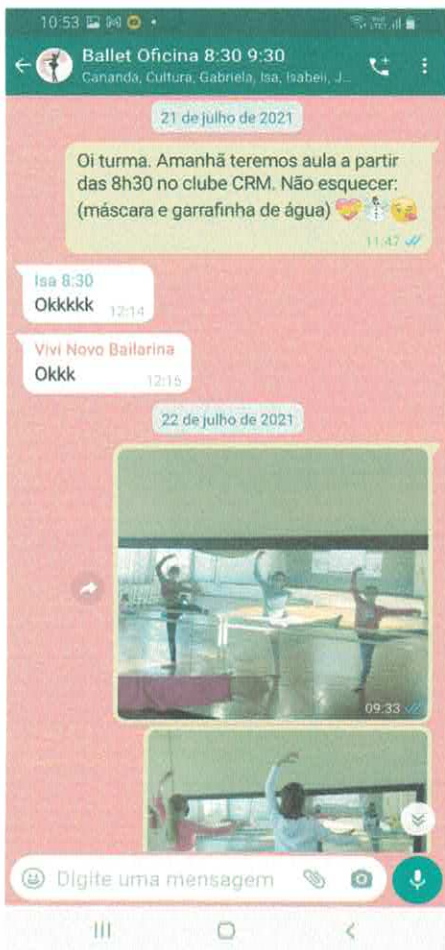 10:53
Ballet Oficina 8:30 9:30
Cananda, Cultura, Gabriela, Isa, Isabeli, J...
21 de julho de 2021
Oi turma. Amanhã teremos aula a partir
das 8h30 no clube CRM. Não esquecer:
(máscara e garrafinha de água)
11:47
Isa 8:30
Okkkkk
12:14
Vivi Novo Bailarina
Okkk
12:15
22 de julho de 2021
09:33
Digite uma mensagem